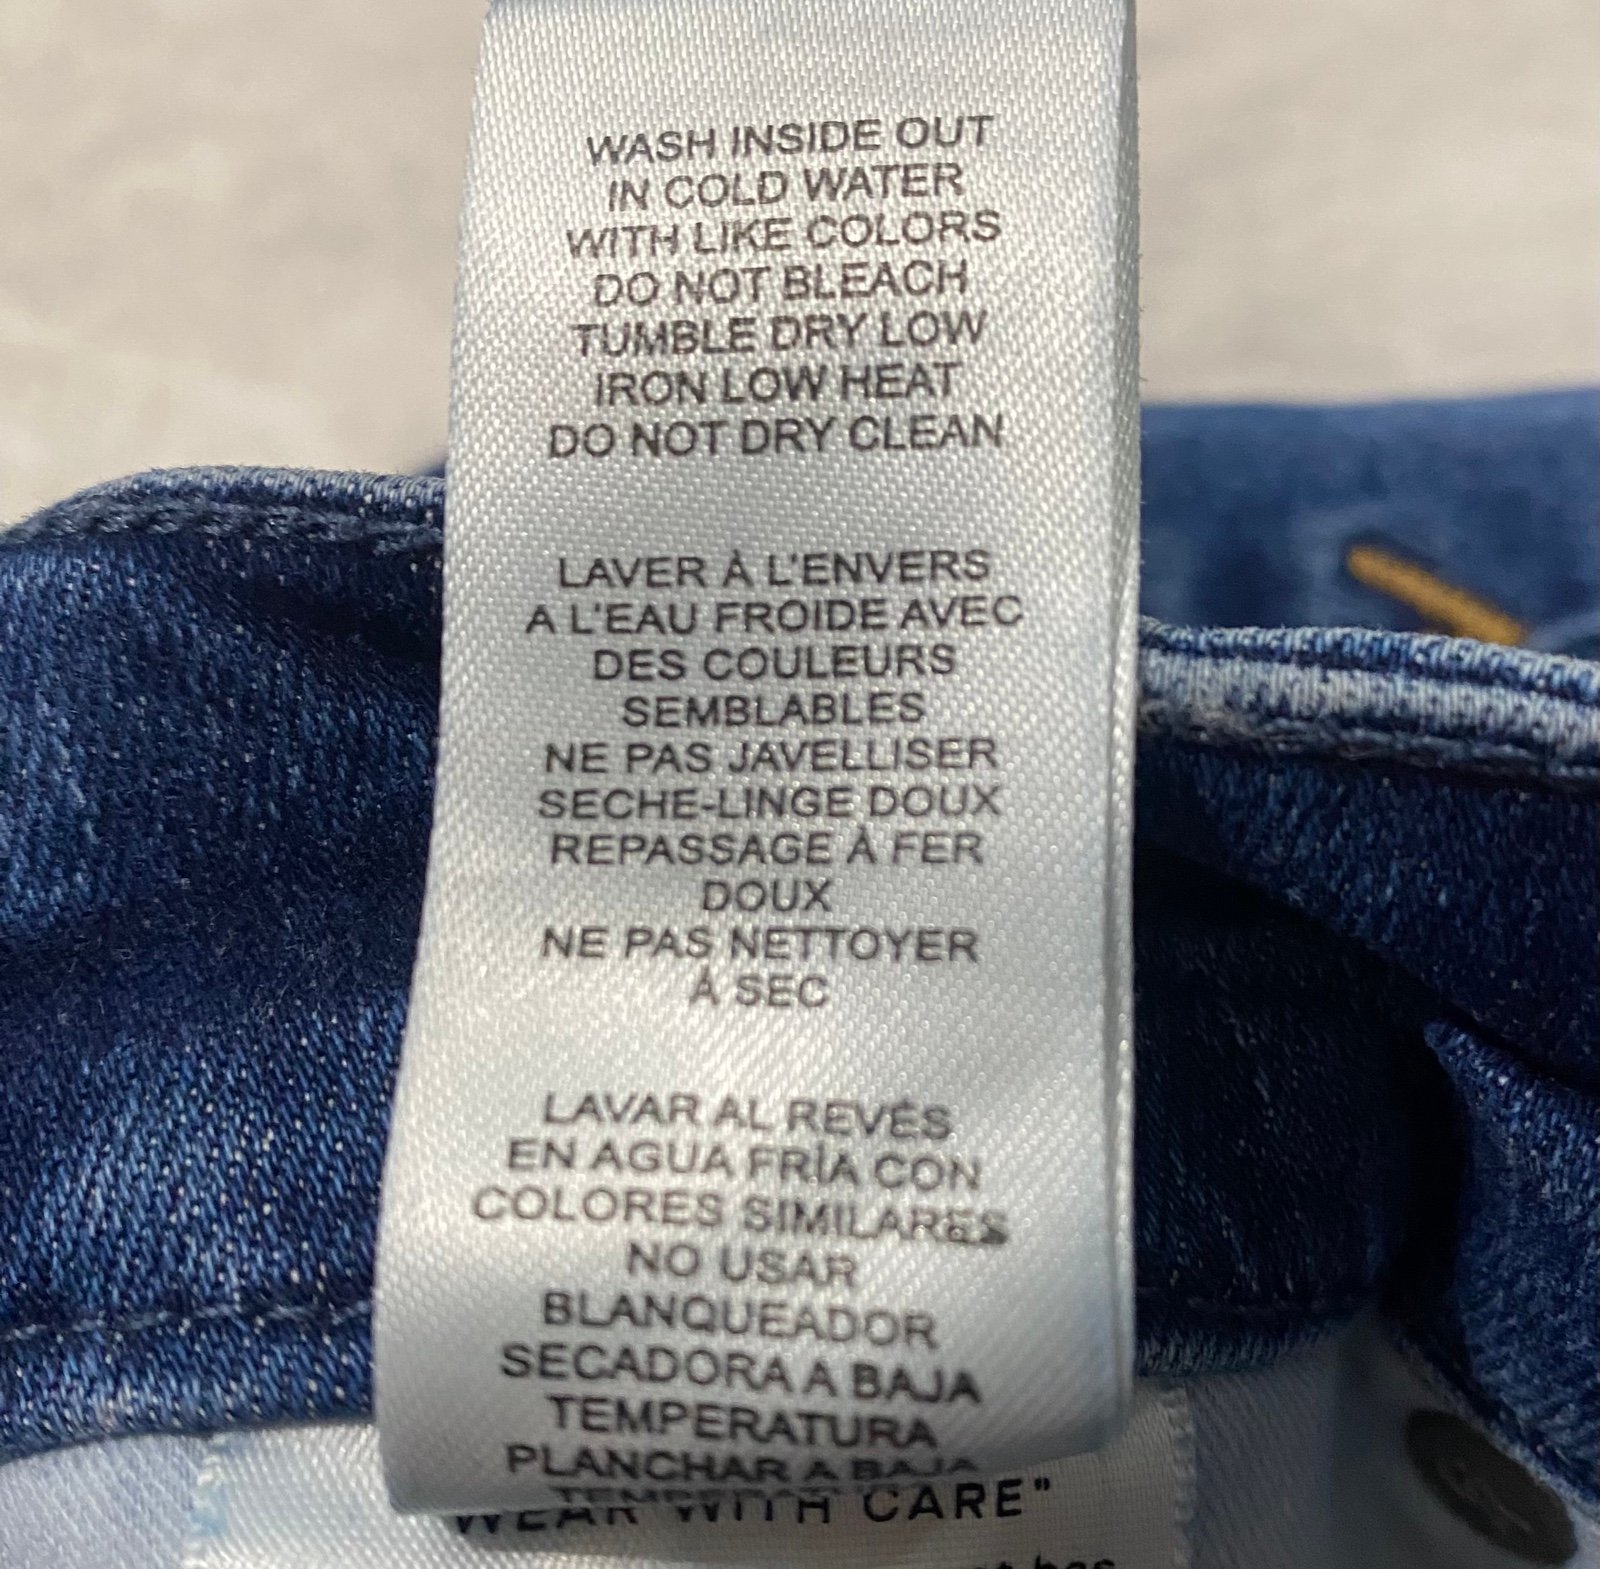 WASH INSIDE OUT
IN COLD WATER
WITH LIKE COLORS
DO NOT BLEACH
TUMBLE DRY LOW
IRON LOW HEAT
DO NOT DRY CLEAN
LAVER À L'ENVERS
A L'EAU FROIDE AVEC
DES COULEURS
SEMBLABLES
NE PAS JAVELLISER
SECHE-LINGE DOUX
REPASSAGE À FER
DOUX
NE PAS NETTOYER
À SEC
LAVAR AL REVÉS
EN AGUA FRÍA CON
COLORES SIMILARES
NO USAR
BLANQUEADOR
SECADORA A BAJA
TEMPERATURA
PLANCHAR A BAJA
WEAR WITH CARE"